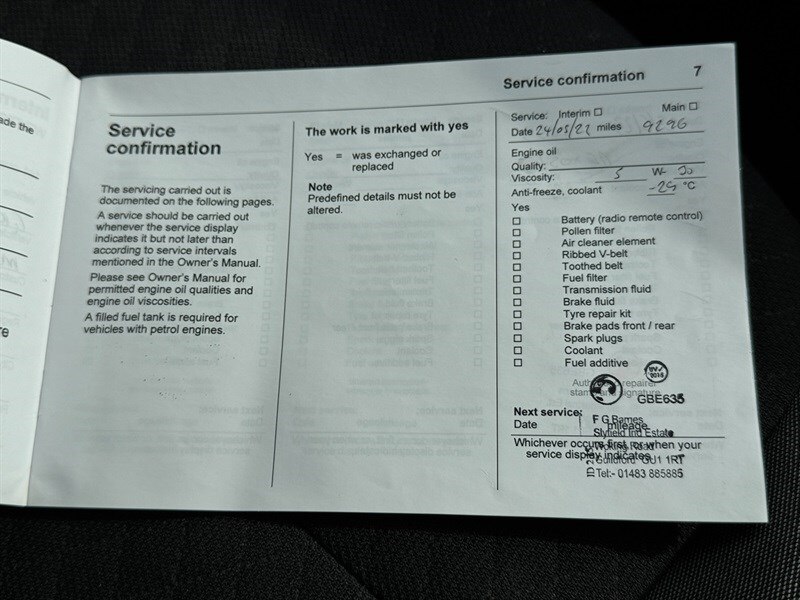 Service confirmation 7
ade the
Service
confirmation
The servicing carried out is
documented on the following pages.
A service should be carried out
whenever the service display
indicates it but not later than
according to service intervals
mentioned in the Owner's Manual.
Please see Owner's Manual for
permitted engine oil qualities and
engine oil viscosities.
A filled fuel tank is required for
vehicles with petrol engines.
The work is marked with yes
Yes = was exchanged or
replaced
Note
Predefined details must not be
altered.
Service: Interim ☐ Main ☐
Date 24/05/22 miles 9296
Engine oil
Quality:
Viscosity: 5 W- 30
Anti-freeze, coolant -25 °C
Yes
☐ Battery (radio remote control)
☐ Pollen filter
☐ Air cleaner element
☐ Ribbed V-belt
☐ Toothed belt
☐ Fuel filter
☐ Transmission fluid
☐ Brake fluid
☐ Tyre repair kit
☐ Brake pads front / rear
☐ Spark plugs
☐ Coolant
☐ Fuel additive
repairer
GBE635
Next service:
Date mileage
F G Barnes
Slyfield Ind Estate
Whichever occurs first or when your
service display indicates
Woking Road
Guildford GU1 1RT
Tel:- 01483 885885